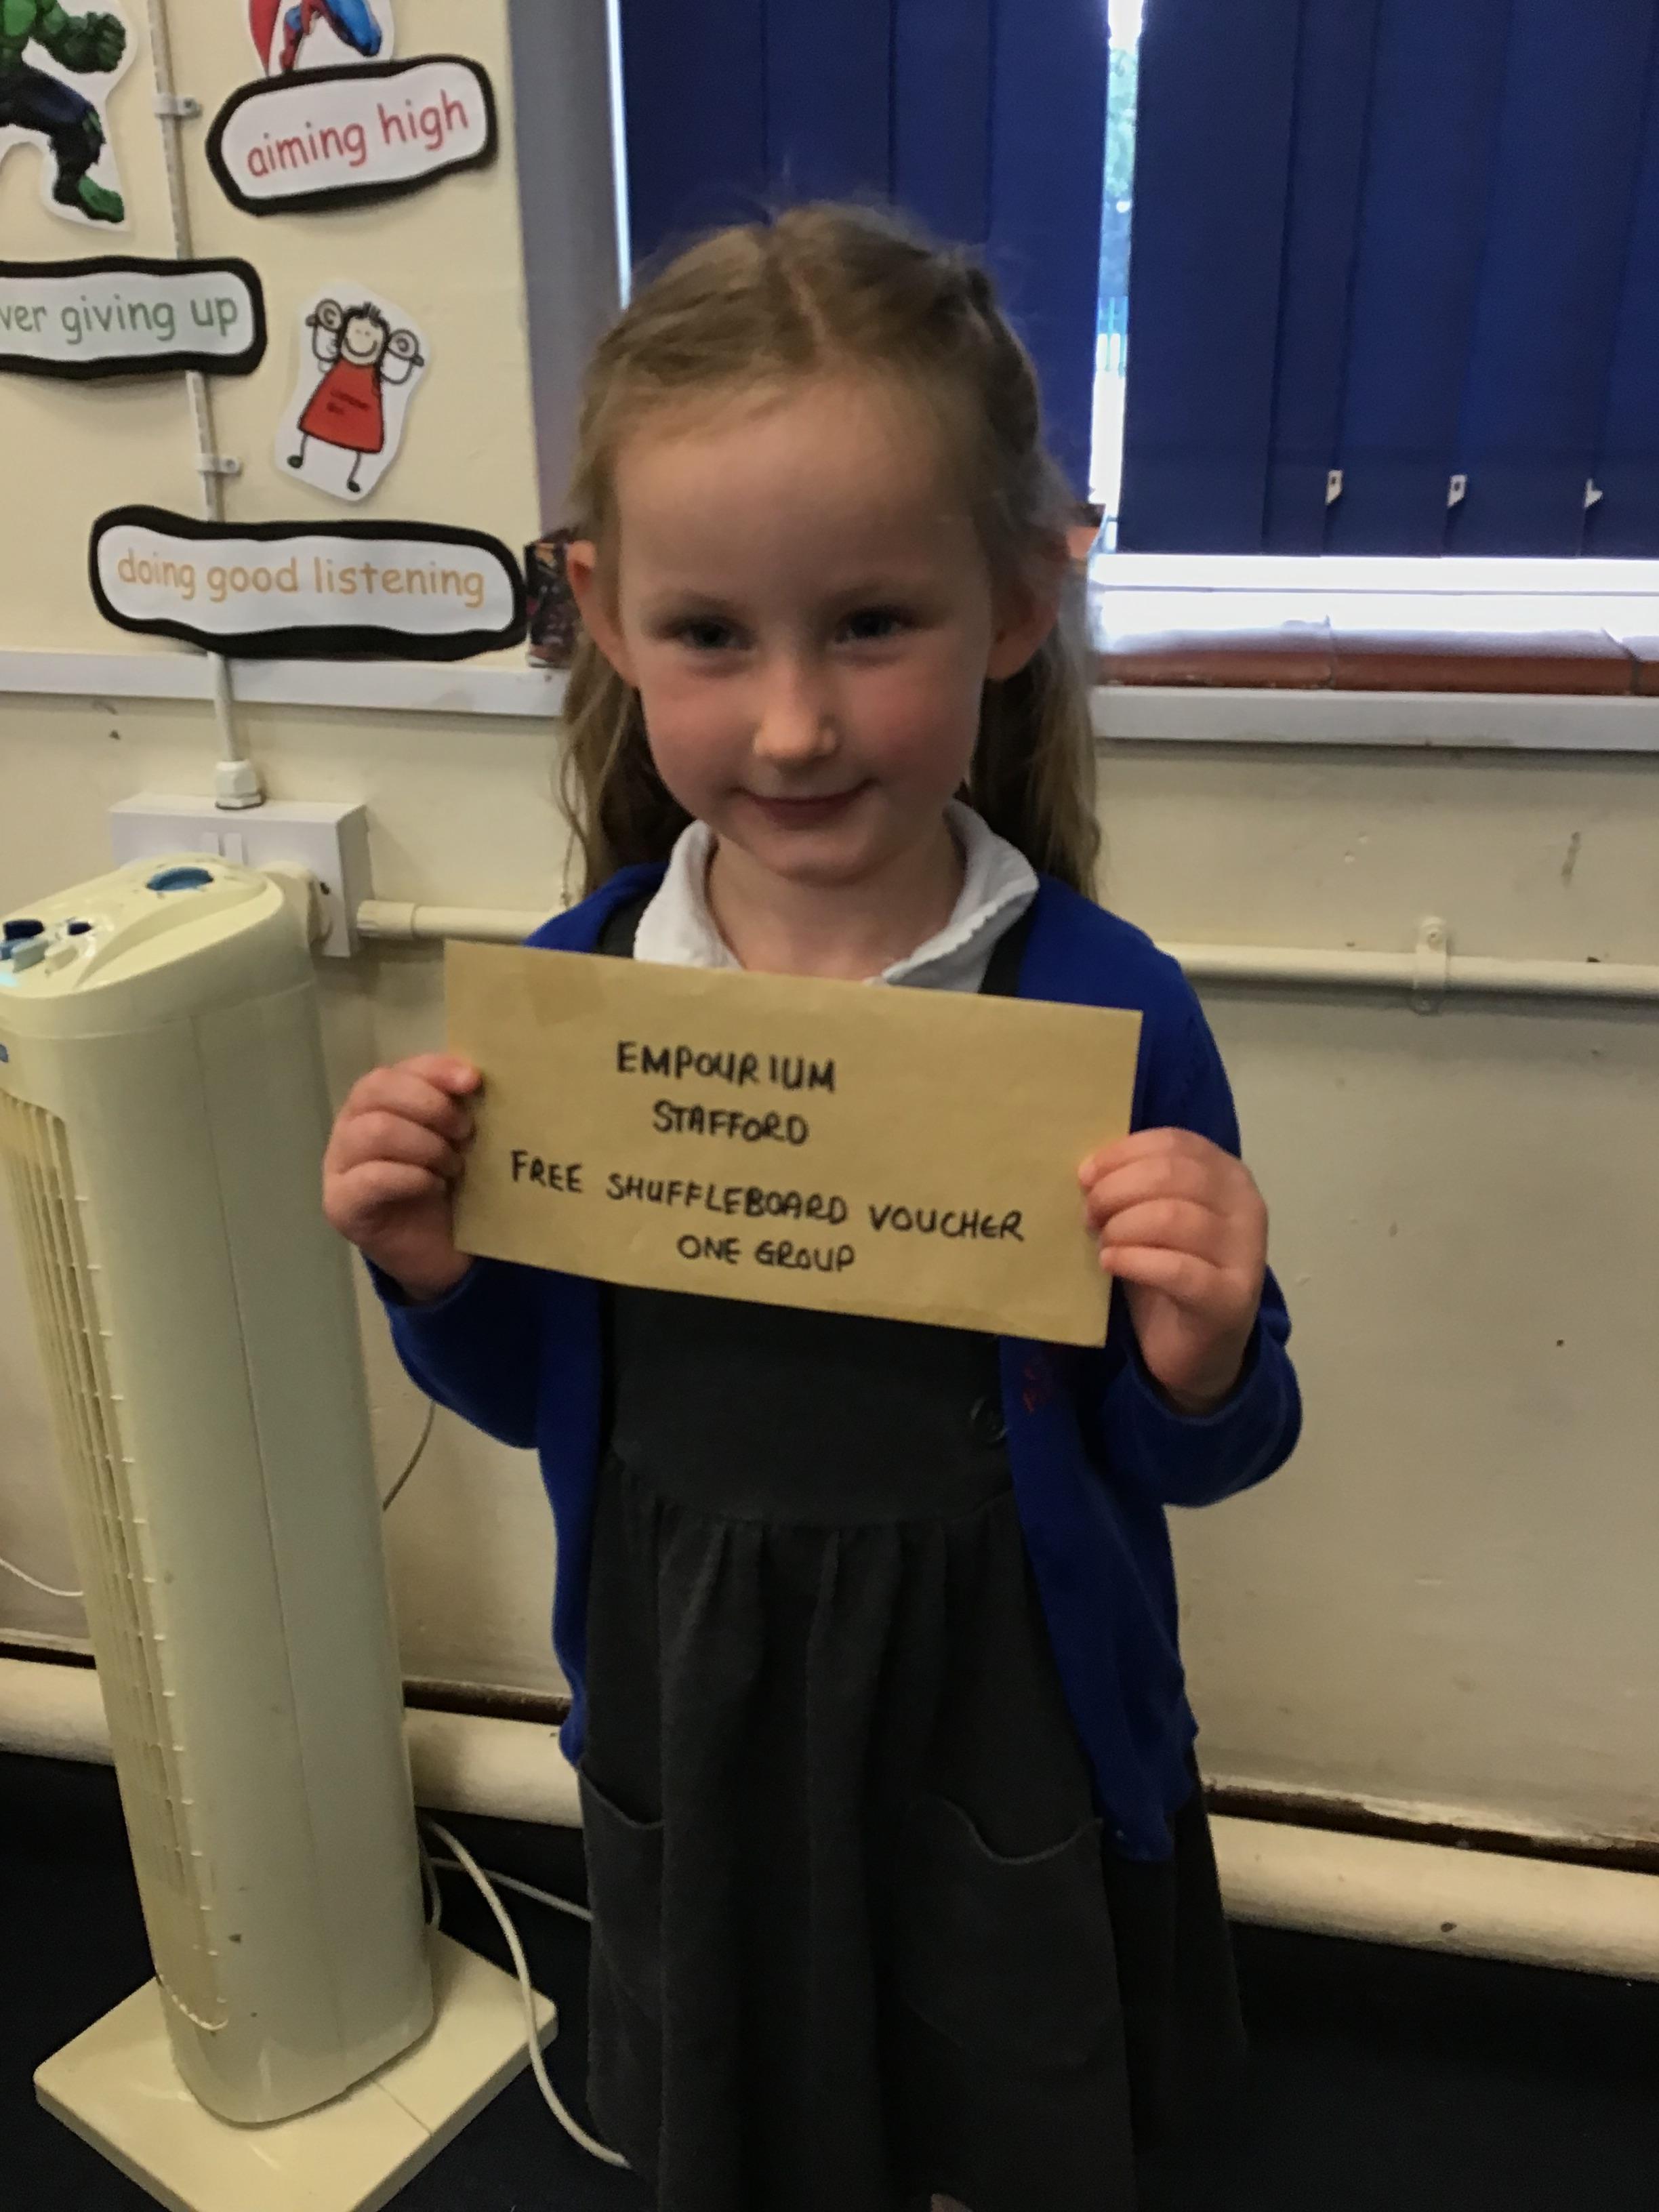 aiming high
ver giving up
doing good listening
EMPOURIUM
STAFFORD
FREE SHUFFLEBOARD VOUCHER
ONE GROUP